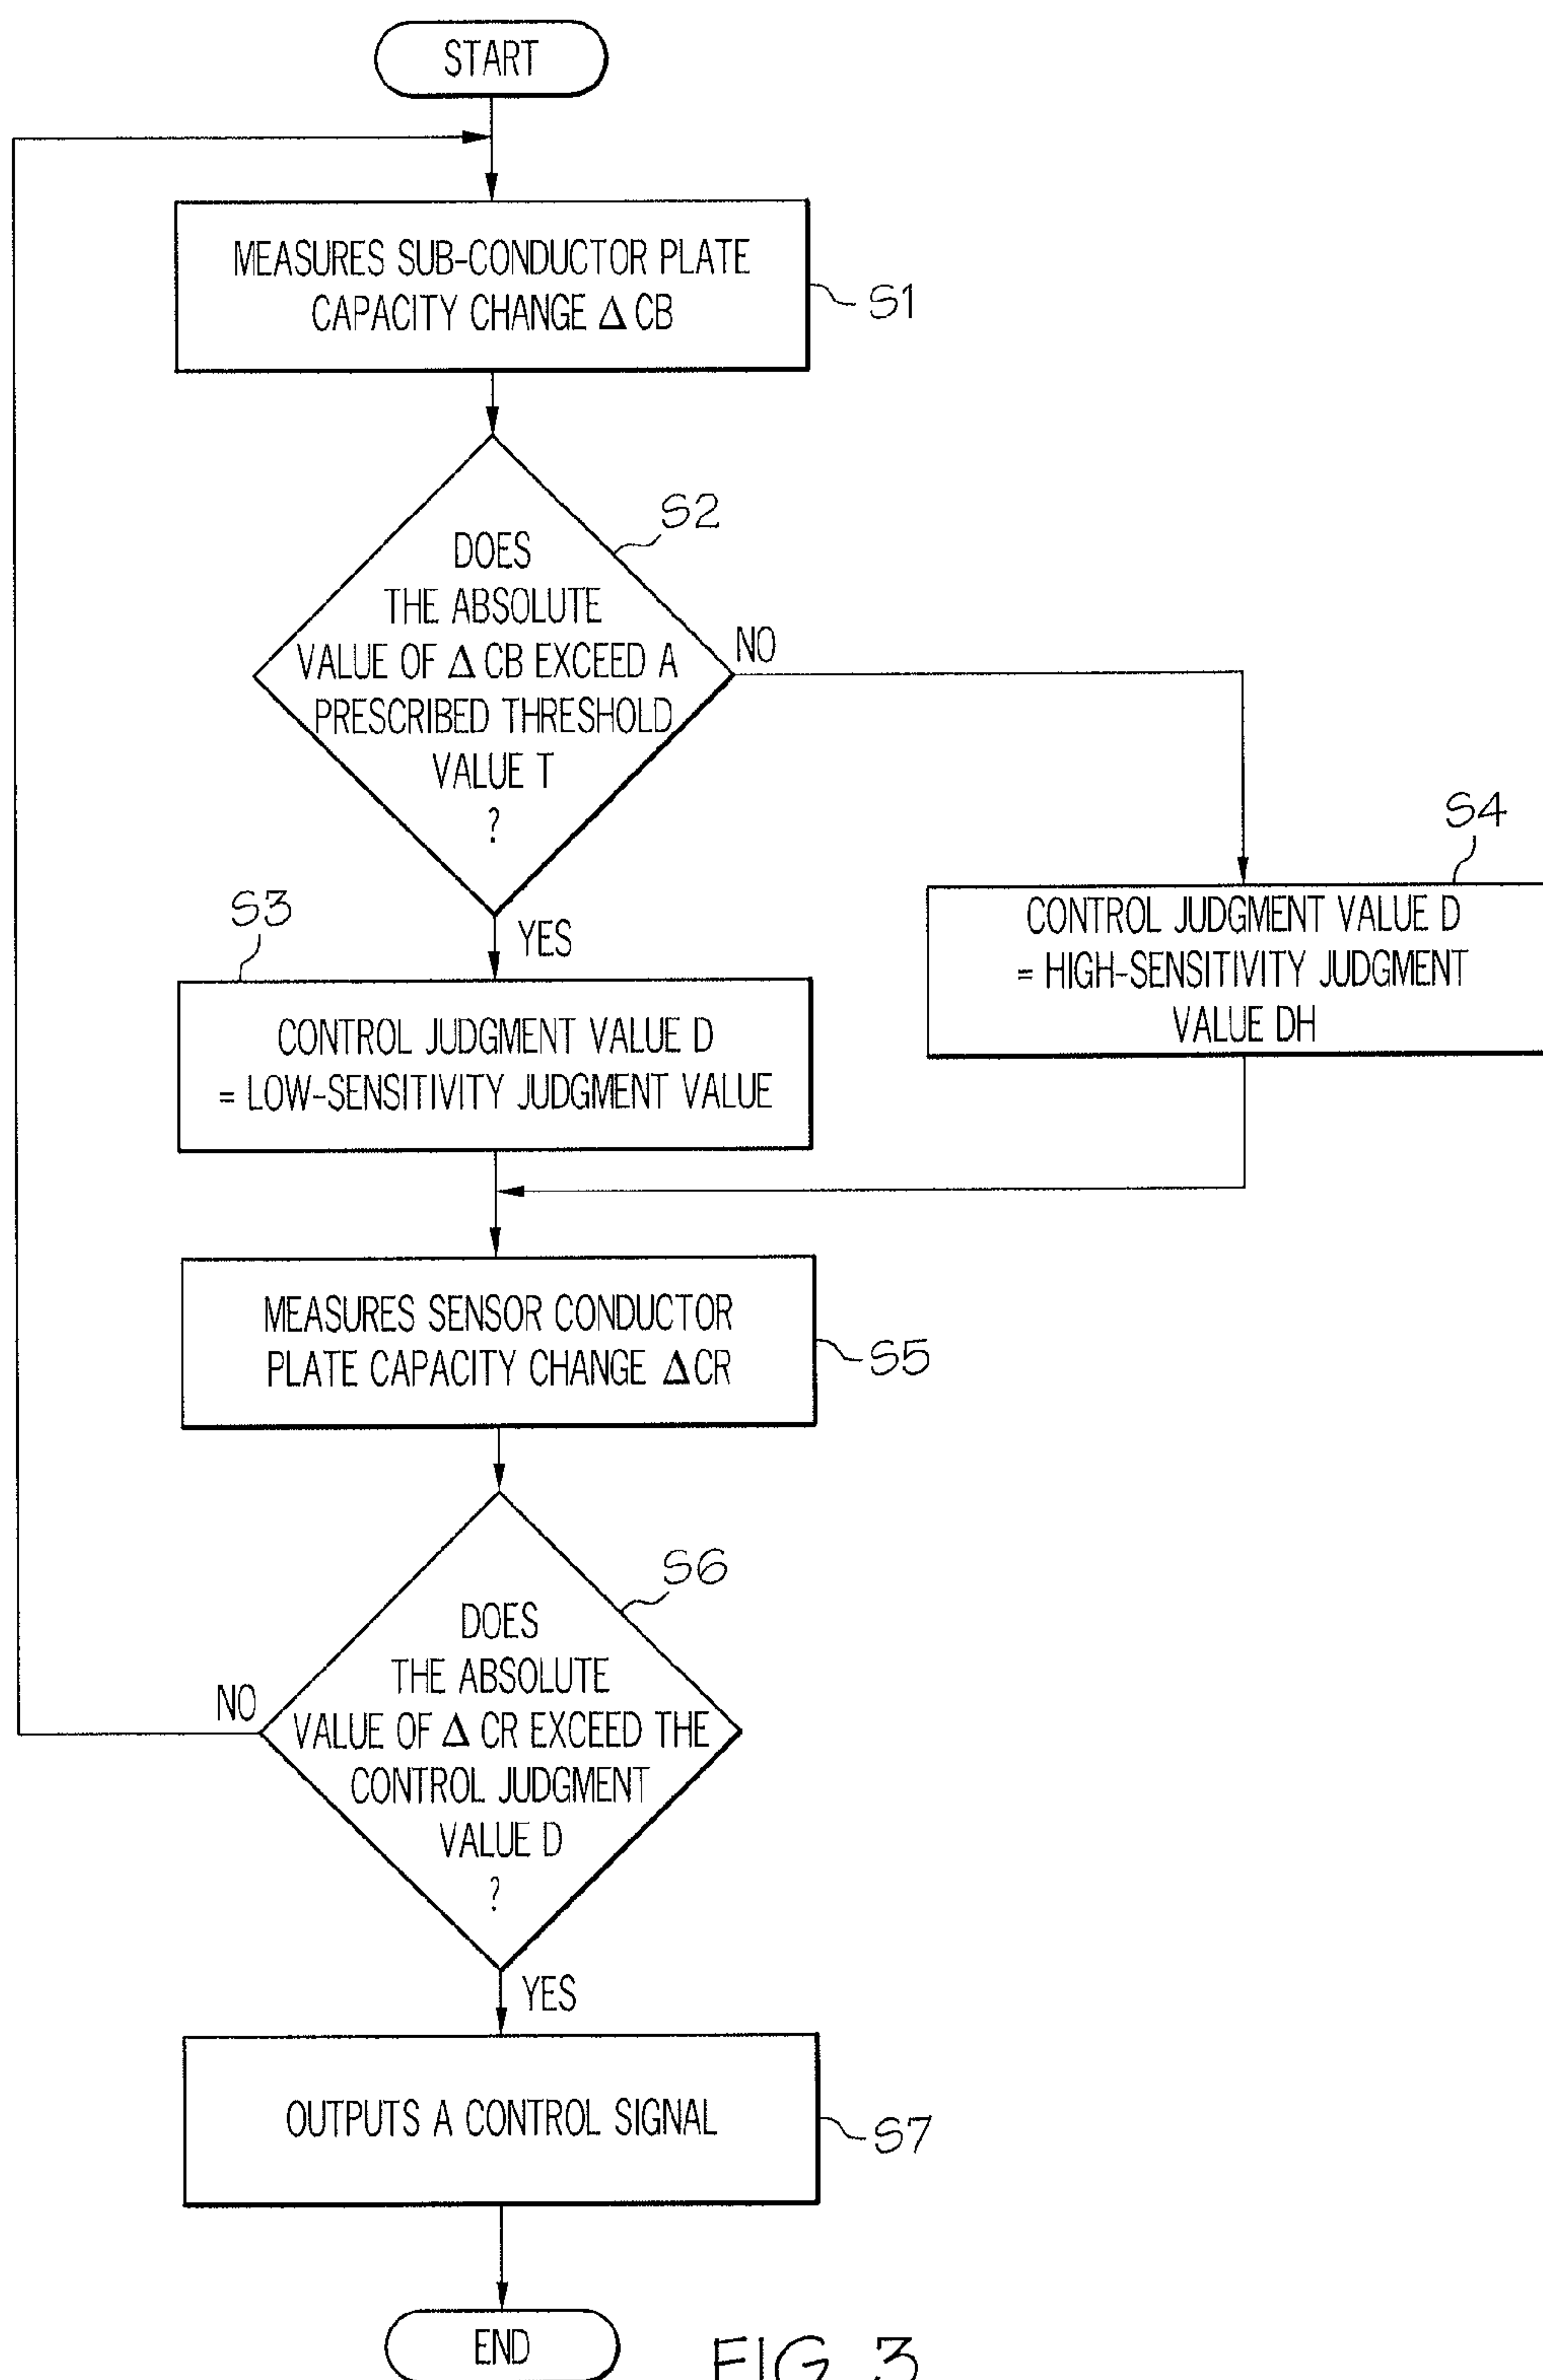 START
MEASURES SUB-CONDUCTOR PLATE
CAPACITY CHANGE Δ CB
S1
S2
DOES
THE ABSOLUTE
VALUE OF Δ CB EXCEED A
PRESCRIBED THRESHOLD
VALUE T
?
NO
YES
S3
CONTROL JUDGMENT VALUE D
= LOW-SENSITIVITY JUDGMENT VALUE
S4
CONTROL JUDGMENT VALUE D
= HIGH-SENSITIVITY JUDGMENT
VALUE DH
MEASURES SENSOR CONDUCTOR
PLATE CAPACITY CHANGE ΔCR
S5
S6
DOES
THE ABSOLUTE
VALUE OF Δ CR EXCEED THE
CONTROL JUDGMENT
VALUE D
?
NO
YES
OUTPUTS A CONTROL SIGNAL
S7
END
FIG. 3